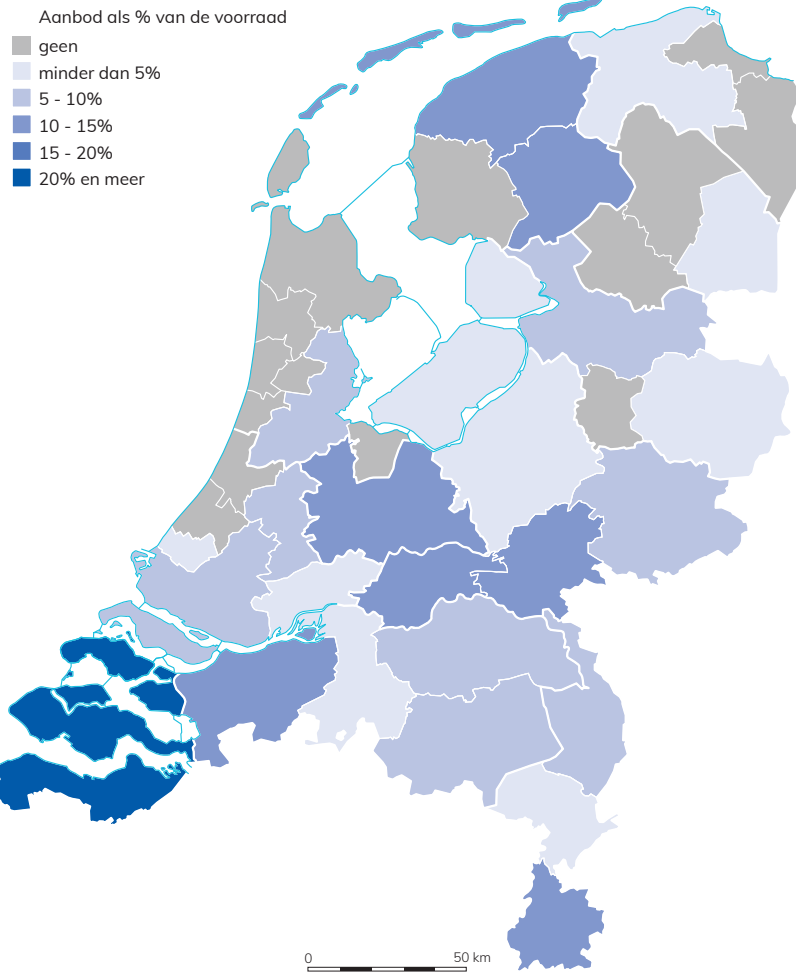 Aanbod als % van de voorraad
geen
minder dan 5%
5 - 10%
10 - 15%
15 - 20%
20% en meer
0 50 km